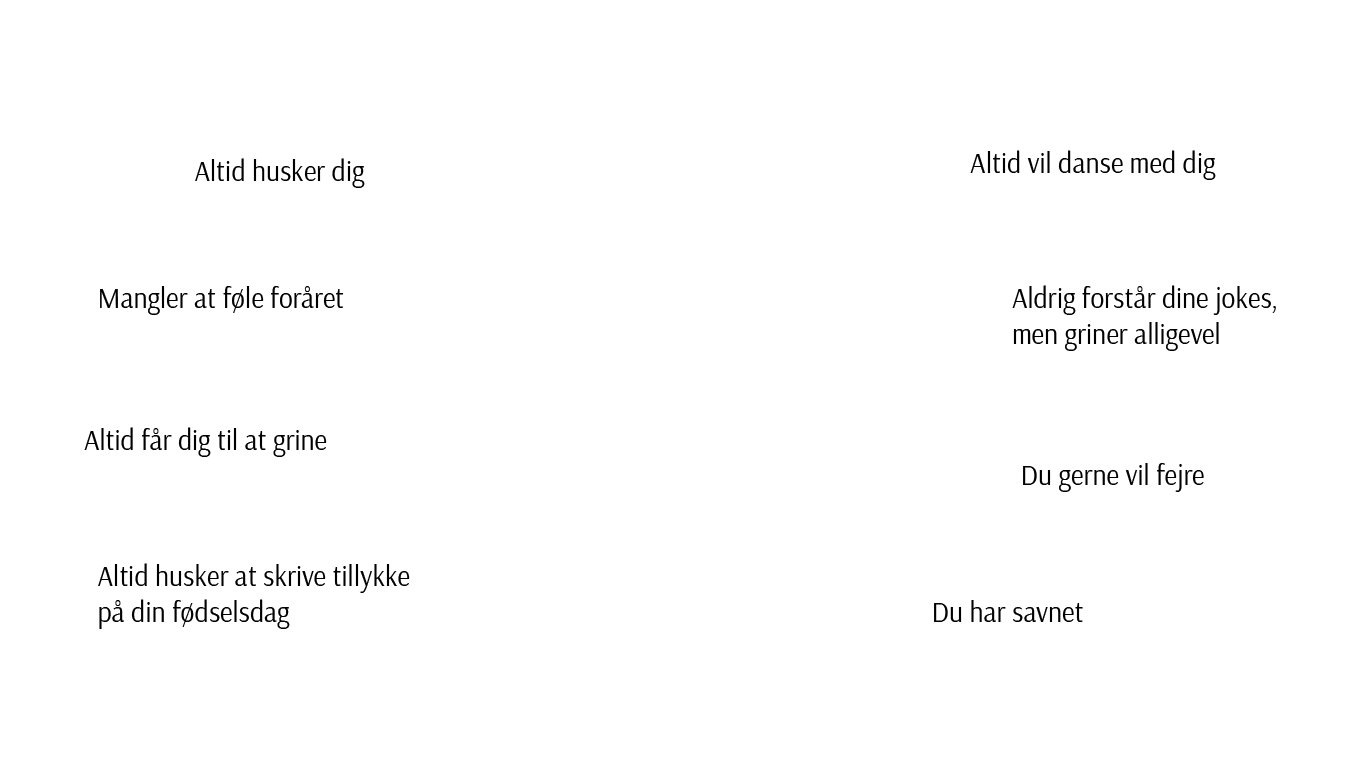 Altid husker dig
Mangler at føle foråret
Altid får dig til at grine
Altid husker at skrive tillykke
på din fødselsdag
Altid vil danse med dig
Aldrig forstår dine jokes,
men griner alligevel
Du gerne vil fejre
Du har savnet